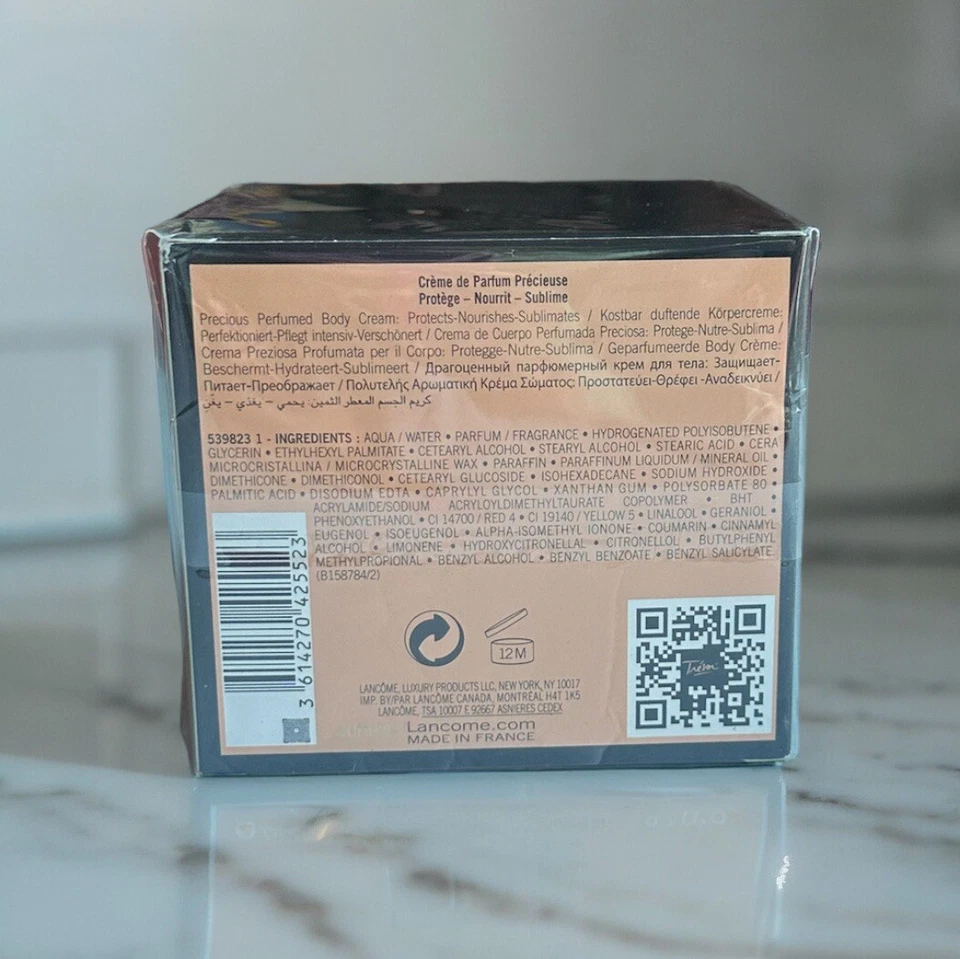 Crème de Parfum Précieuse
Protège – Nourrit – Sublime
Precious Perfumed Body Cream: Protects-Nourishes-Sublimates / Kostbar duftende Körpercreme:
Perfektioniert-Pflegt intensiv-Verschönert / Crema de Cuerpo Perfumada Preciosa: Protege-Nutre-Sublima /
Crema Preziosa Profumata per il Corpo: Protegge-Nutre-Sublima / Geparfumeerde Body Crème:
Beschermt-Hydrateert-Sublimeert / Драгоценный парфюмерный крем для тела: Защищает-
Питает-Преображает / Πολυτελής Αρωματική Κρέμα Σώματος: Προστατεύει-Θρέφει -Αναδεικνύει /
كريم الجسم المعطر الثمين: يحمي – يغذي –
539823 1 - INGREDIENTS : AQUA / WATER • PARFUM / FRAGRANCE • HYDROGENATED POLYISOBUTENE •
GLYCERIN • ETHYLHEXYL PALMITATE • CETEARYL ALCOHOL • STEARYL ALCOHOL • STEARIC ACID • CERA
MICROCRISTALLINA / MICROCRYSTALLINE WAX • PARAFFIN • PARAFFINUM LIQUIDUM / MINERAL OIL •
DIMETHICONE • DIMETHICONOL • CETEARYL GLUCOSIDE • ISOHEXADECANE • SODIUM HYDROXIDE •
PALMITIC ACID • DISODIUM EDTA • CAPRYLYL GLYCOL • XANTHAN GUM • POLYSORBATE 80 •
ACRYLAMIDE/SODIUM ACRYLOYLDIMETHYLTAURATE COPOLYMER • BHT •
PHENOXYETHANOL • CI 14700 / RED 4 • CI 19140 / YELLOW 5 • LINALOOL • GERANIOL •
EUGENOL • ISOEUGENOL • ALPHA-ISOMETHYL IONONE • COUMARIN • CINNAMYL
ALCOHOL • LIMONENE • HYDROXYCITRONELLAL • CITRONELLOL • BUTYLPHENYL
METHYLPROPIONAL • BENZYL ALCOHOL • BENZYL BENZOATE • BENZYL SALICYLATE.
(B158784/2)
3 614270 425523
12M
Trésor
LANCÔME, LUXURY PRODUCTS LLC, NEW YORK, NY 10017
IMP. BY/PAR LANCÔME CANADA, MONTRÉAL H4T 1K5
LANCÔME, TSA 10007 E 92667 ASNIERES CEDEX
Lancome.com
MADE IN FRANCE